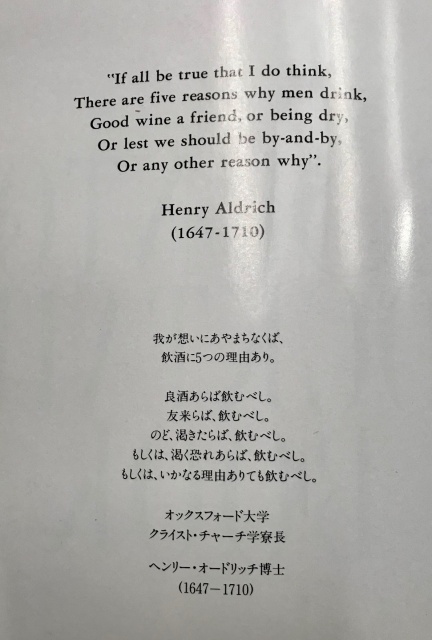 "If all be true that I do think,
There are five reasons why men drink,
Good wine a friend, or being dry,
Or lest we should be by-and-by,
Or any other reason why".
Henry Aldrich
(1647-1710)
我が想いにあやまちなくば、
飲酒に5つの理由あり。
良酒あらば飲むべし。
友来らば、飲むべし。
のど、渇きたらば、飲むべし。
もしくは、渇く恐れあらば、飲むべし。
もしくは、いかなる理由ありても飲むべし。
オックスフォード大学
クライスト・チャーチ学寮長
ヘンリー・オードリッチ博士
(1647－1710)